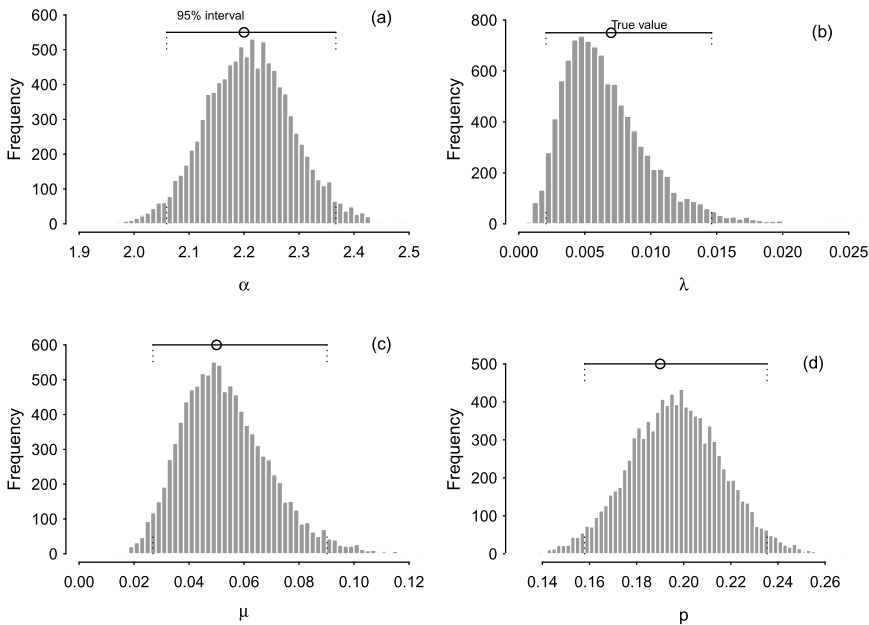 95% interval
(a)
600
500
400
300
200
100
0
Frequency
1.9 2.0 2.1 2.2 2.3 2.4 2.5
α
True value
(b)
800
600
400
200
0
Frequency
0.000 0.005 0.010 0.015 0.020 0.025
λ
(c)
600
500
400
300
200
100
0
Frequency
0.00 0.02 0.04 0.06 0.08 0.10 0.12
μ
(d)
500
400
300
200
100
0
Frequency
0.14 0.16 0.18 0.20 0.22 0.24 0.26
p